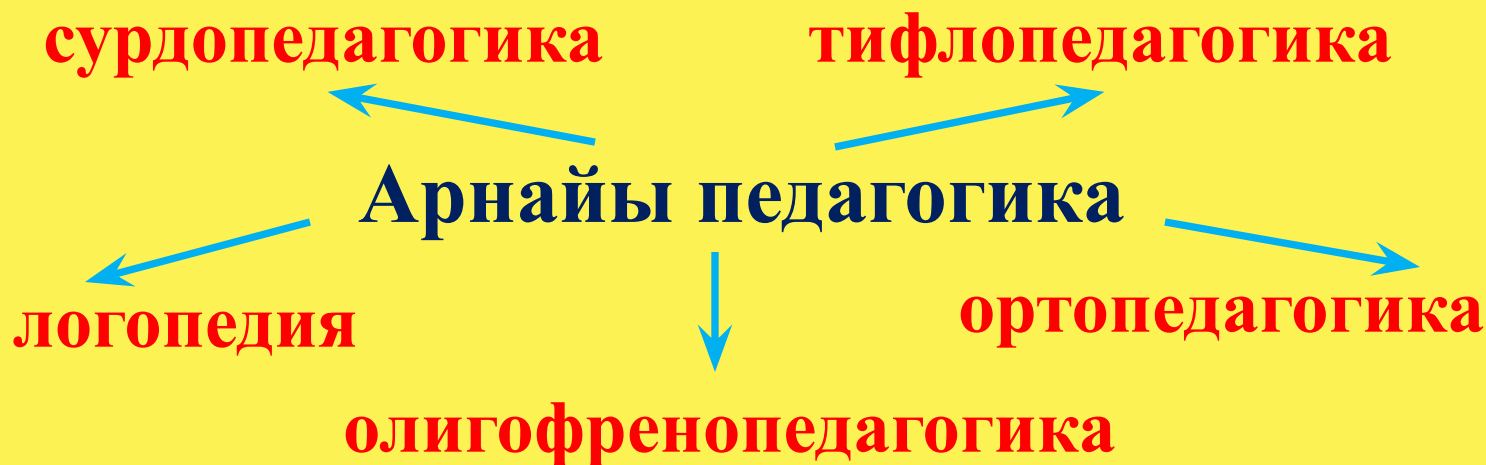 сурдопедагогика
тифлопедагогика
Арнайы педагогика
логопедия
ортопедагогика
олигофренопедагогика